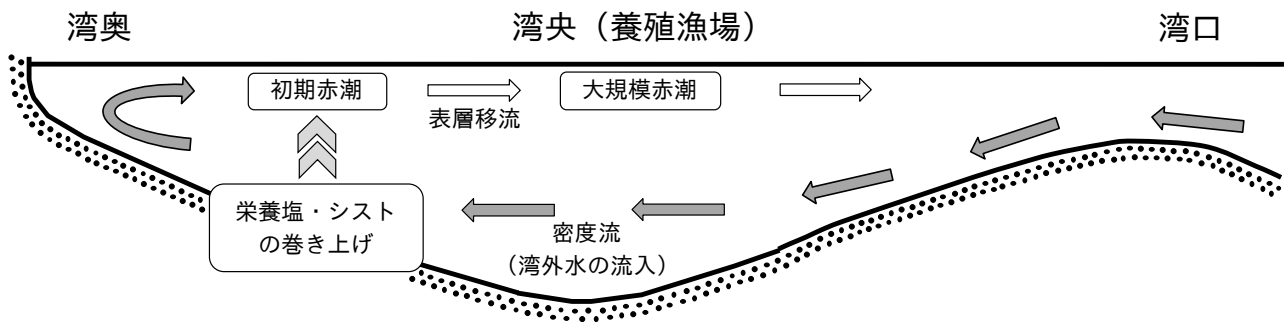 湾奥
湾央（養殖漁場）
湾口
初期赤潮
大規模赤潮
表層移流
栄養塩・シスト
の巻き上げ
密度流
（湾外水の流入）